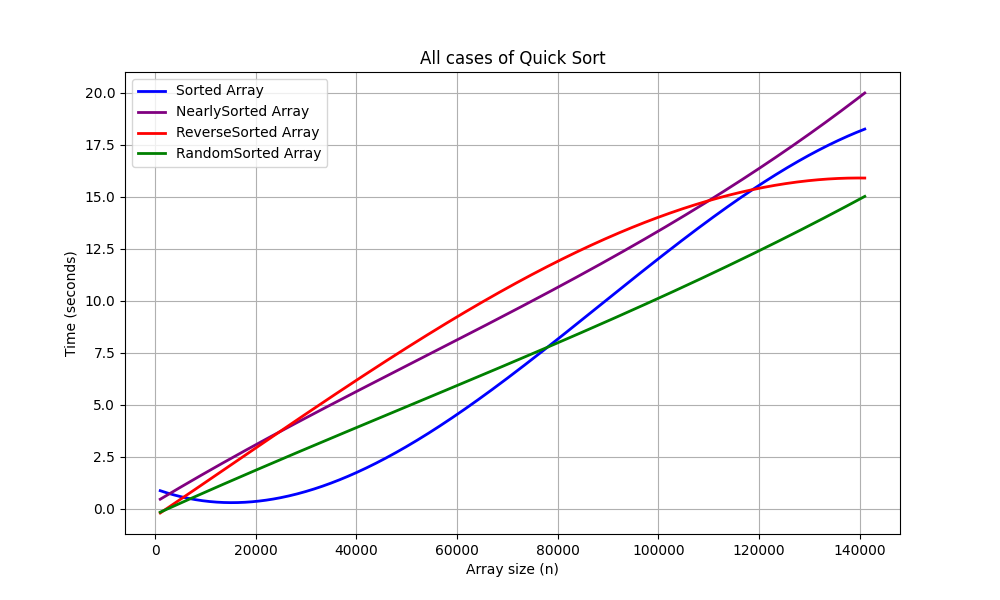 All cases of Quick Sort
Sorted Array
NearlySorted Array
ReverseSorted Array
RandomSorted Array
20.0
17.5
15.0
12.5
10.0
7.5
5.0
2.5
0.0
Time (seconds)
0
20000
40000
60000
80000
100000
120000
140000
Array size (n)